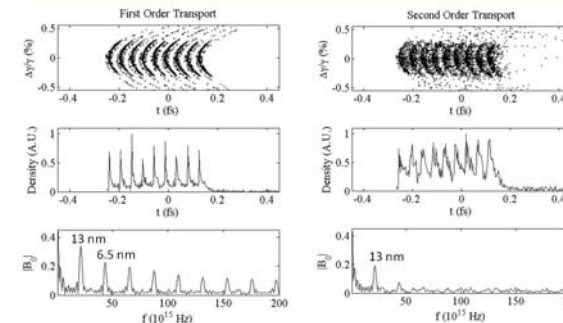 First Order Transport
Second Order Transport
0.5
0
-0.5
Δγ/γ (%)
-0.4 -0.2 0 0.2 0.4
t (fs)
0.5
0
-0.5
Δγ/γ (%)
-0.4 -0.2 0 0.2 0.4
t (fs)
1
0.5
0
Density (A.U.)
-0.4 -0.2 0 0.2 0.4
t (fs)
1
0.5
0
Density (A.U.)
-0.4 -0.2 0 0.2 0.4
t (fs)
0.4
0.2
0
|B₀|
13 nm
6.5 nm
50 100 150 200
f (10¹⁵ Hz)
0.4
0.2
0
|B₀|
13 nm
50 100 150
f (10¹⁵ Hz)